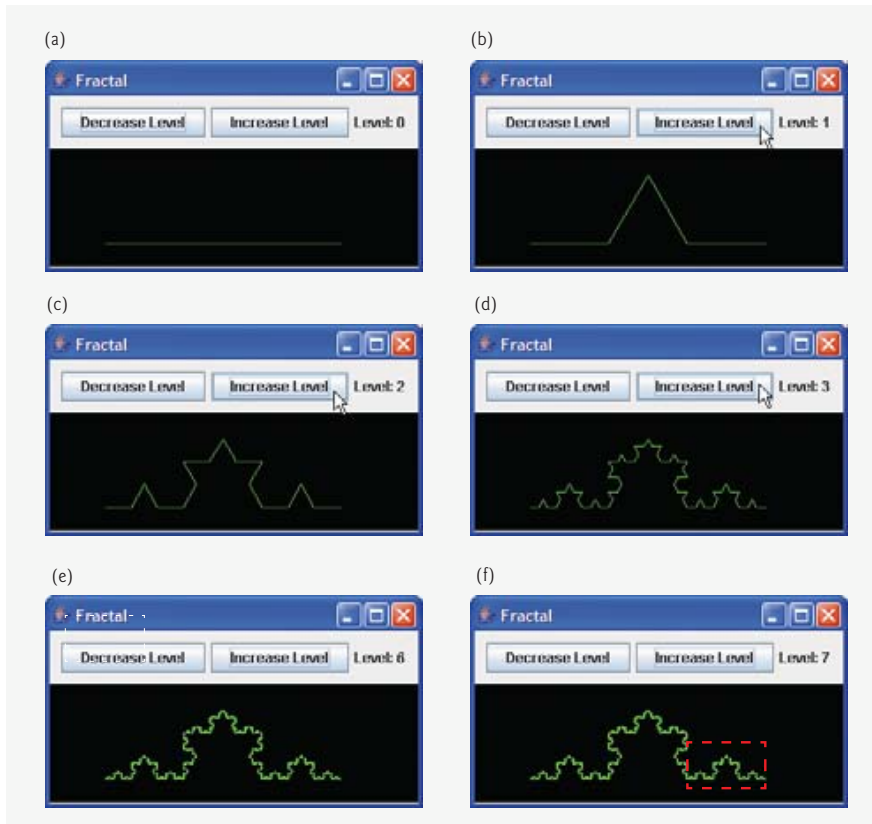 (a)
Fractal
Decrease Level Increase Level Level: 0
(b)
Fractal
Decrease Level Increase Level Level: 1
(c)
Fractal
Decrease Level Increase Level Level: 2
(d)
Fractal
Decrease Level Increase Level Level: 3
(e)
Fractal
Decrease Level Increase Level Level: 6
(f)
Fractal
Decrease Level Increase Level Level: 7